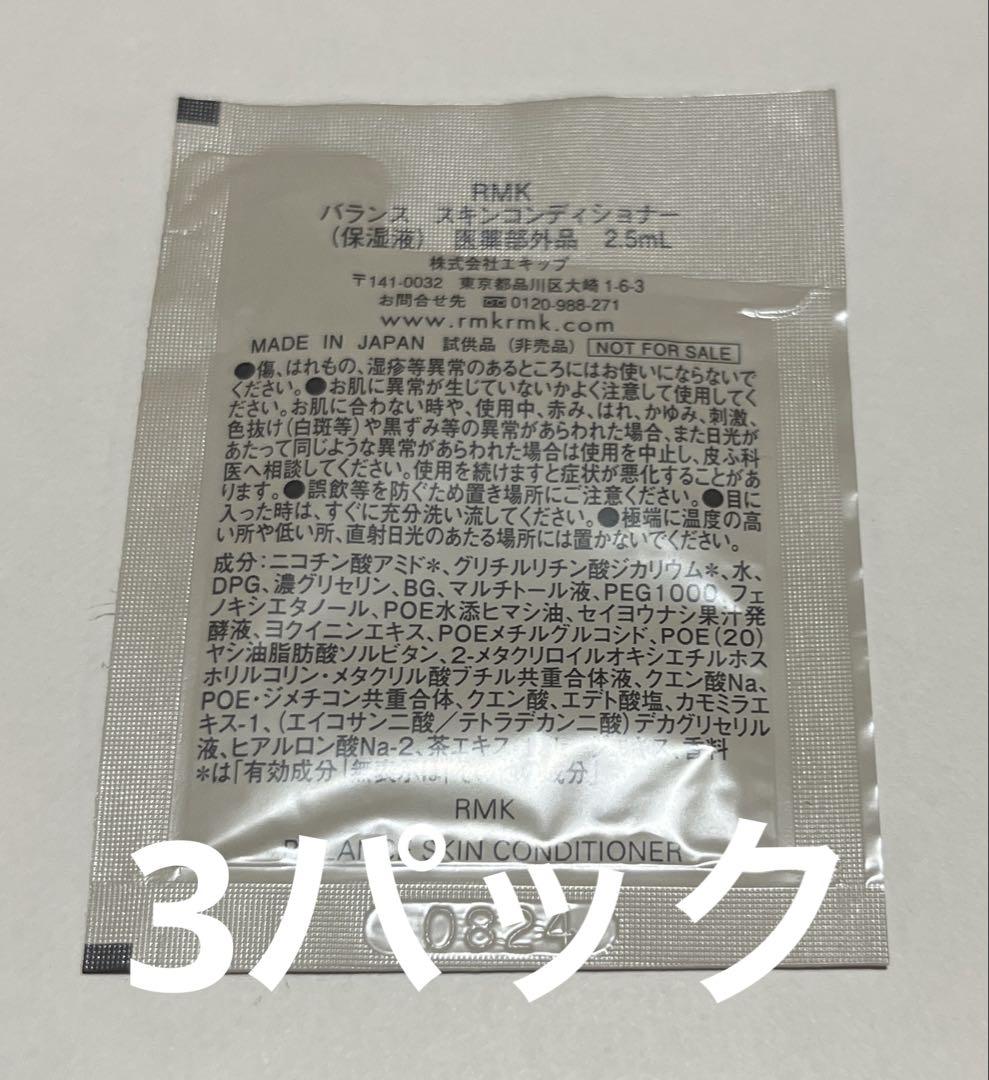 RMK
バランス スキンコンディショナー
(保湿液) 医薬部外品 2.5mL
株式会社エキップ
〒141-0032 東京都品川区大崎1-6-3
お問合せ先 0120-988-271
www.rmkrmk.com
MADE IN JAPAN 試供品(非売品) NOT FOR SALE
●傷、はれもの、湿疹等異常のあるところにはお使いにならないで
ください。●お肌に異常が生じていないかよく注意して使用してく
ださい。お肌に合わない時や、使用中、赤み、はれ、かゆみ、刺激、
色抜け(白斑等)や黒ずみ等の異常があらわれた場合、また日光が
あたって同じような異常があらわれた場合は使用を中止し、皮ふ科
医へ相談してください。使用を続けますと症状が悪化することがあ
ります。●誤飲等を防ぐため置き場所にご注意ください。●目に
入った時は、すぐに充分洗い流してください。●極端に温度の高
い所や低い所、直射日光のあたる場所には置かないでください。
成分:ニコチン酸アミド*、グリチルリチン酸ジカリウム*、水、
DPG、濃グリセリン、BG、マルチトール液、PEG1000、フェ
ノキシエタノール、POE水添ヒマシ油、セイヨウナシ果汁発
酵液、ヨクイニンエキス、POEメチルグルコシド、POE(20)
ヤシ油脂肪酸ソルビタン、2-メタクリロイルオキシエチルホス
ホリルコリン・メタクリル酸ブチル共重合体液、クエン酸Na、
POE・ジメチコン共重合体、クエン酸、エデト酸塩、カモミラエ
キス-1、(エイコサン二酸/テトラデカン二酸)デカグリセリル
液、ヒアルロン酸Na-2、茶エキス 香料
*は「有効成分」無表示は 成分」
RMK
SKIN CONDITIONER
0824
3パック